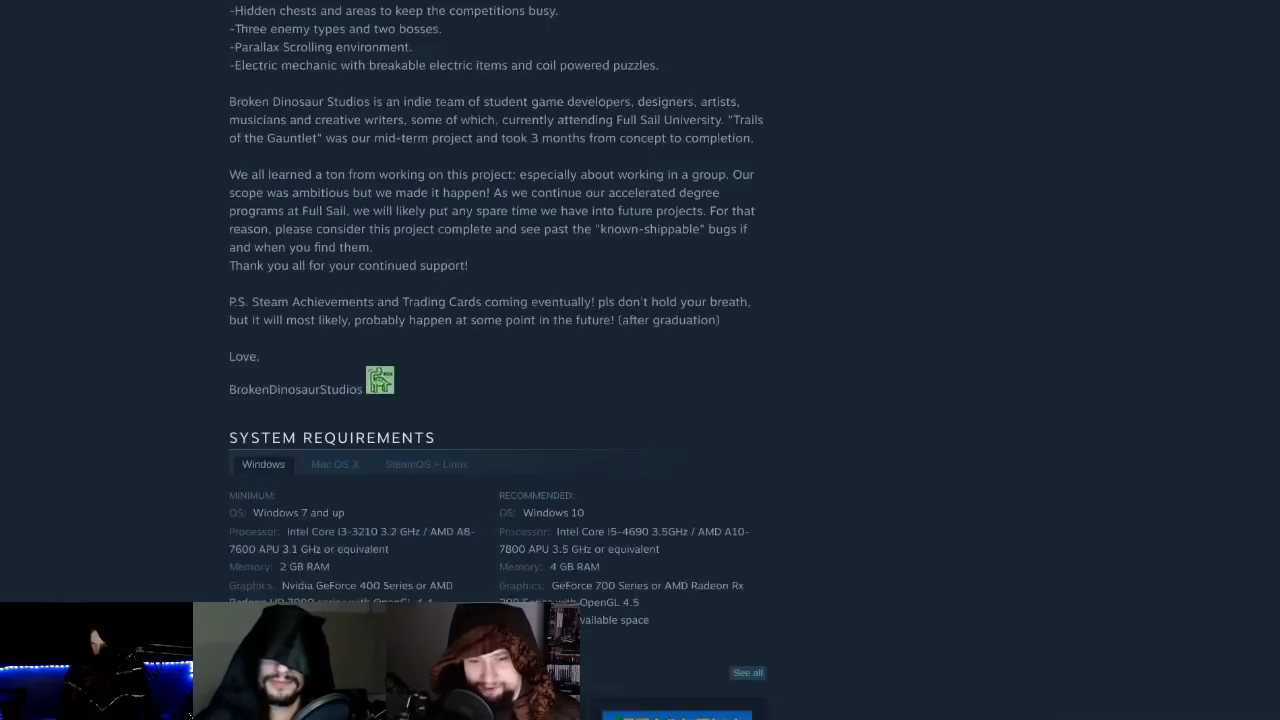 -Hidden chests and areas to keep the competitions busy.
-Three enemy types and two bosses.
-Parallax Scrolling environment.
-Electric mechanic with breakable electric items and coil powered puzzles.
Broken Dinosaur Studios is an indie team of student game developers, designers, artists,
musicians and creative writers, some of which, currently attending Full Sail University. "Trails
of the Gauntlet" was our mid-term project and took 3 months from concept to completion.
We all learned a ton from working on this project; especially about working in a group. Our
scope was ambitious but we made it happen! As we continue our accelerated degree
programs at Full Sail, we will likely put any spare time we have into future projects. For that
reason, please consider this project complete and see past the "known-shippable" bugs if
and when you find them.
Thank you all for your continued support!
P.S. Steam Achievements and Trading Cards coming eventually! pls don't hold your breath,
but it will most likely, probably happen at some point in the future! (after graduation)
Love,
BrokenDinosaurStudios
SYSTEM REQUIREMENTS
Windows Mac OS X SteamOS + Linux
MINIMUM:
OS: Windows 7 and up
Processor: Intel Core i3-3210 3.2 GHz / AMD A8-
7600 APU 3.1 GHz or equivalent
Memory: 2 GB RAM
Graphics: Nvidia GeForce 400 Series or AMD
RECOMMENDED:
OS: Windows 10
Processor: Intel Core i5-4690 3.5GHz / AMD A10-
7800 APU 3.5 GHz or equivalent
Memory: 4 GB RAM
Graphics: GeForce 700 Series or AMD Radeon Rx
with OpenGL 4.5
available space
See all